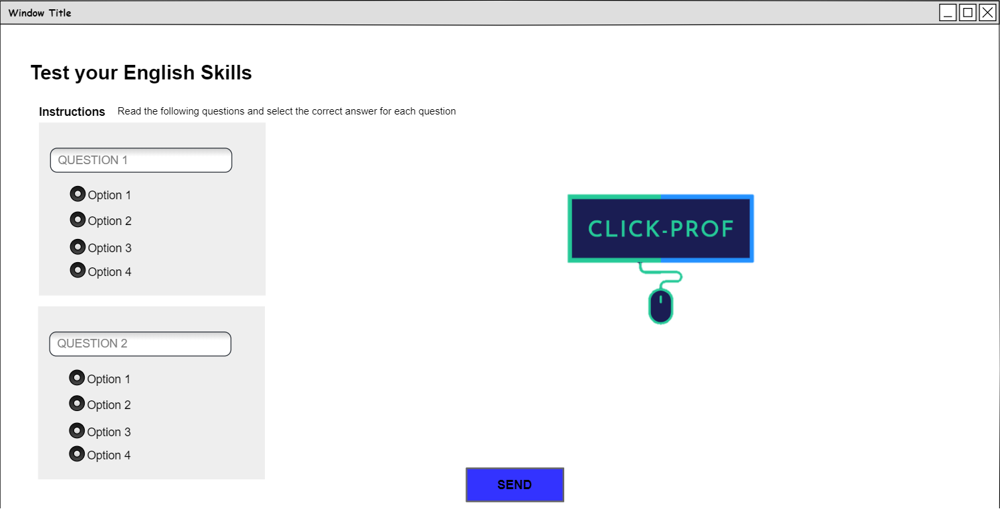 Window Title
Test your English Skills
Instructions Read the following questions and select the correct answer for each question
QUESTION 1
Option 1
Option 2
Option 3
Option 4
CLICK-PROF
QUESTION 2
Option 1
Option 2
Option 3
Option 4
SEND